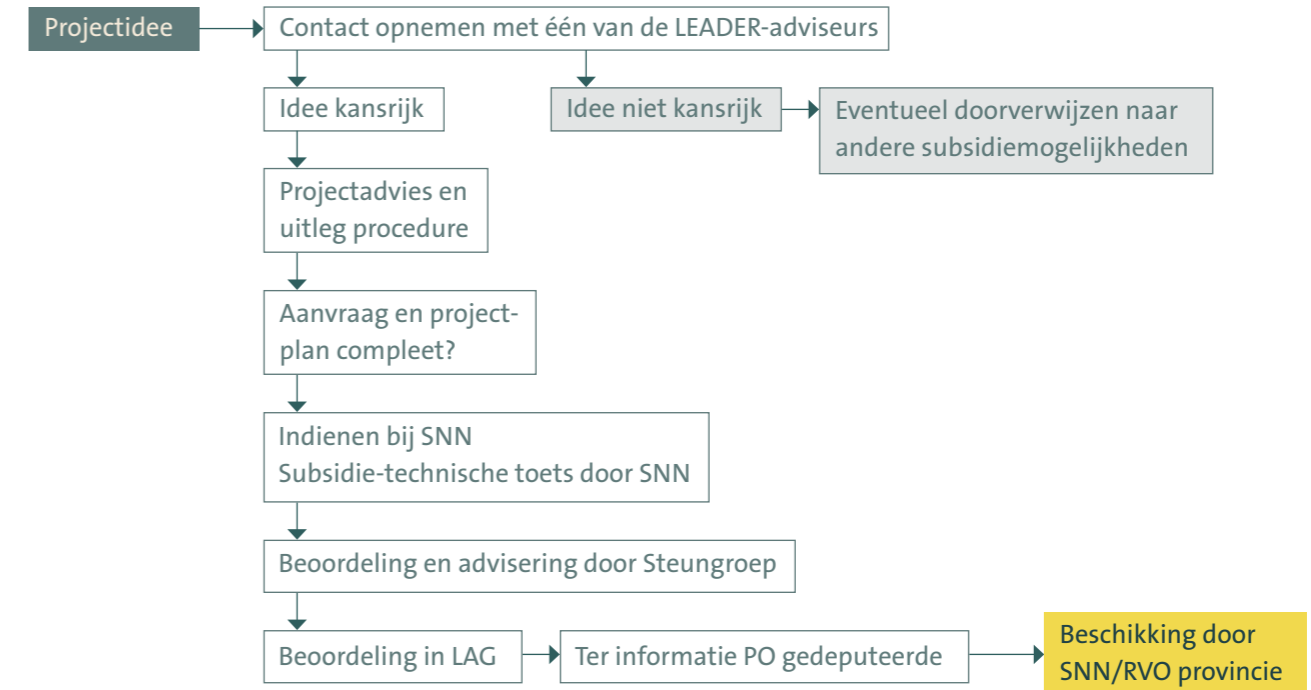 Projectidee
Contact opnemen met één van de LEADER-adviseurs
Idee kansrijk
Idee niet kansrijk
Eventueel doorverwijzen naar
andere subsidiemogelijkheden
Projectadvies en
uitleg procedure
Aanvraag en project-
plan compleet?
Indienen bij SNN
Subsidie-technische toets door SNN
Beoordeling en advisering door Steungroep
Beoordeling in LAG
Ter informatie PO gedeputeerde
Beschikking door
SNN/RVO provincie